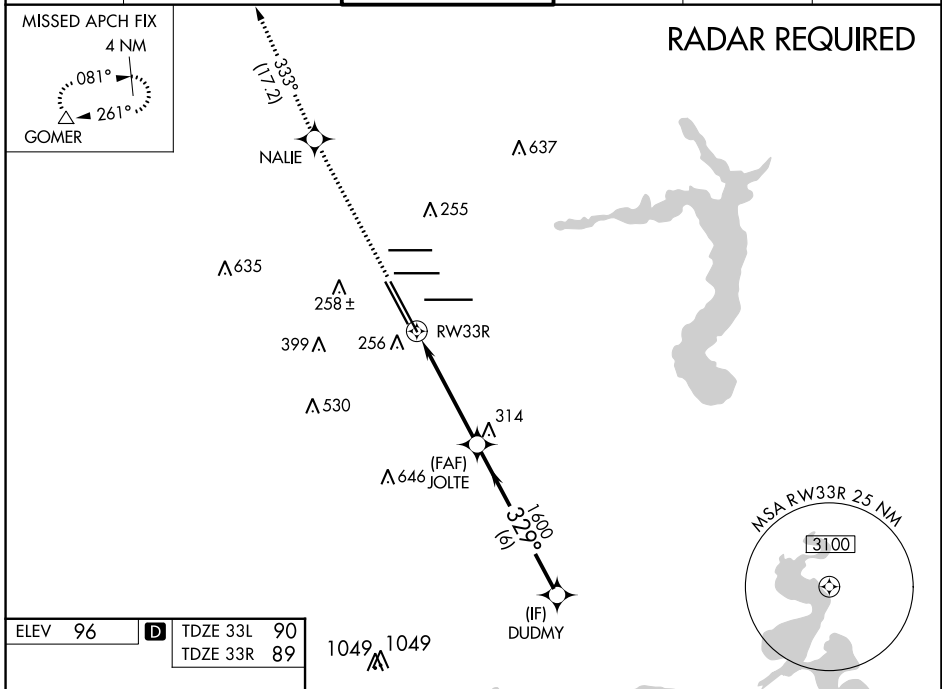 MISSED APCH FIX
4 NM
081°
261°
GOMER
RADAR REQUIRED
333°
(17.2)
NALIE
637
255
635
258 ±
RW33R
399
256
530
314
(FAF)
JOLTE
646
1600
329°
(6)
MSA RW33R 25 NM
3100
(IF)
DUDMY
ELEV 96
D
TDZE 33L 90
TDZE 33R 89
1049 1049